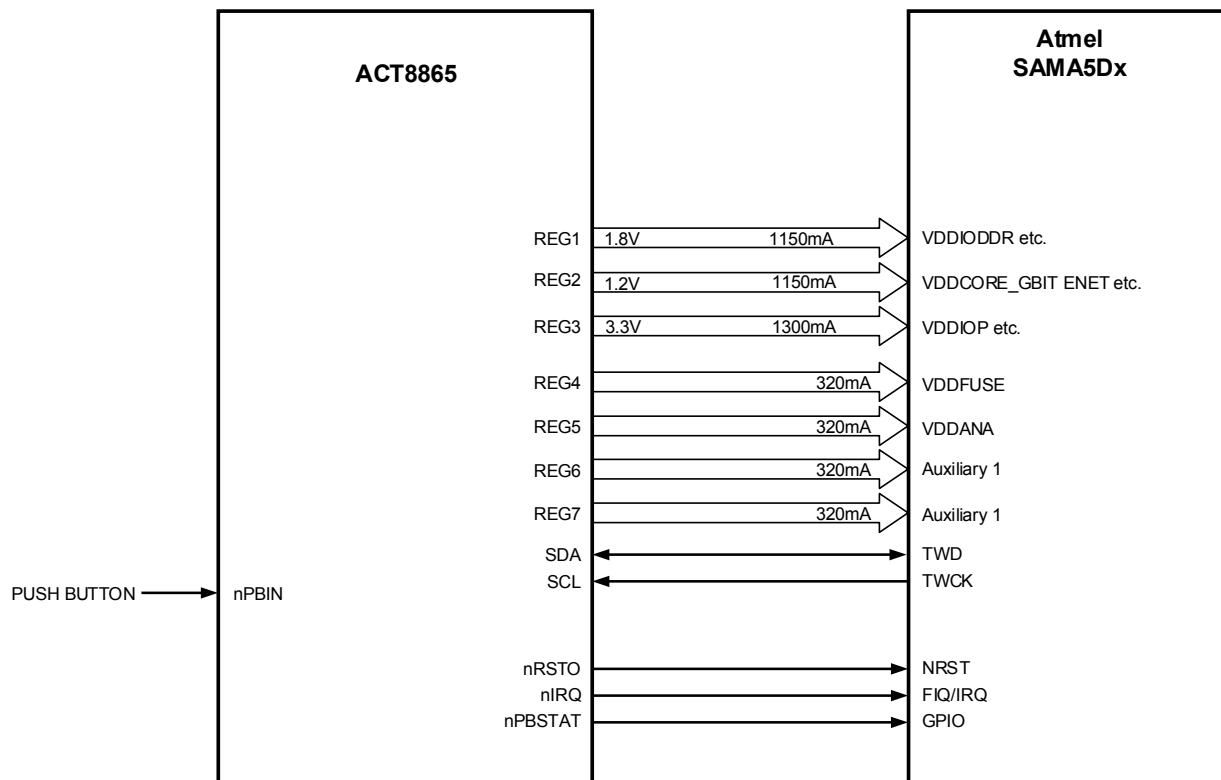 ACT8865
Atmel
SAMA5Dx
REG1 1.8V 1150mA VDDIODDR etc.
REG2 1.2V 1150mA VDDCORE_GBIT ENET etc.
REG3 3.3V 1300mA VDDIOP etc.
REG4 320mA VDDFUSE
REG5 320mA VDDANA
REG6 320mA Auxiliary 1
REG7 320mA Auxiliary 1
SDA TWD
SCL TWCK
PUSH BUTTON nPBIN
nRSTO NRST
nIRQ FIQ/IRQ
nPBSTAT GPIO